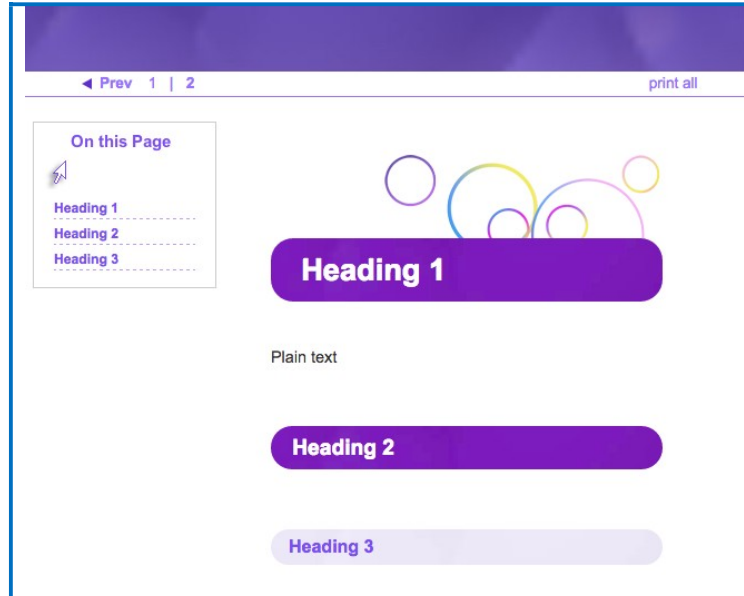 ◄ Prev 1 | 2 print all
On this Page
Heading 1
Heading 2
Heading 3
Heading 1
Plain text
Heading 2
Heading 3